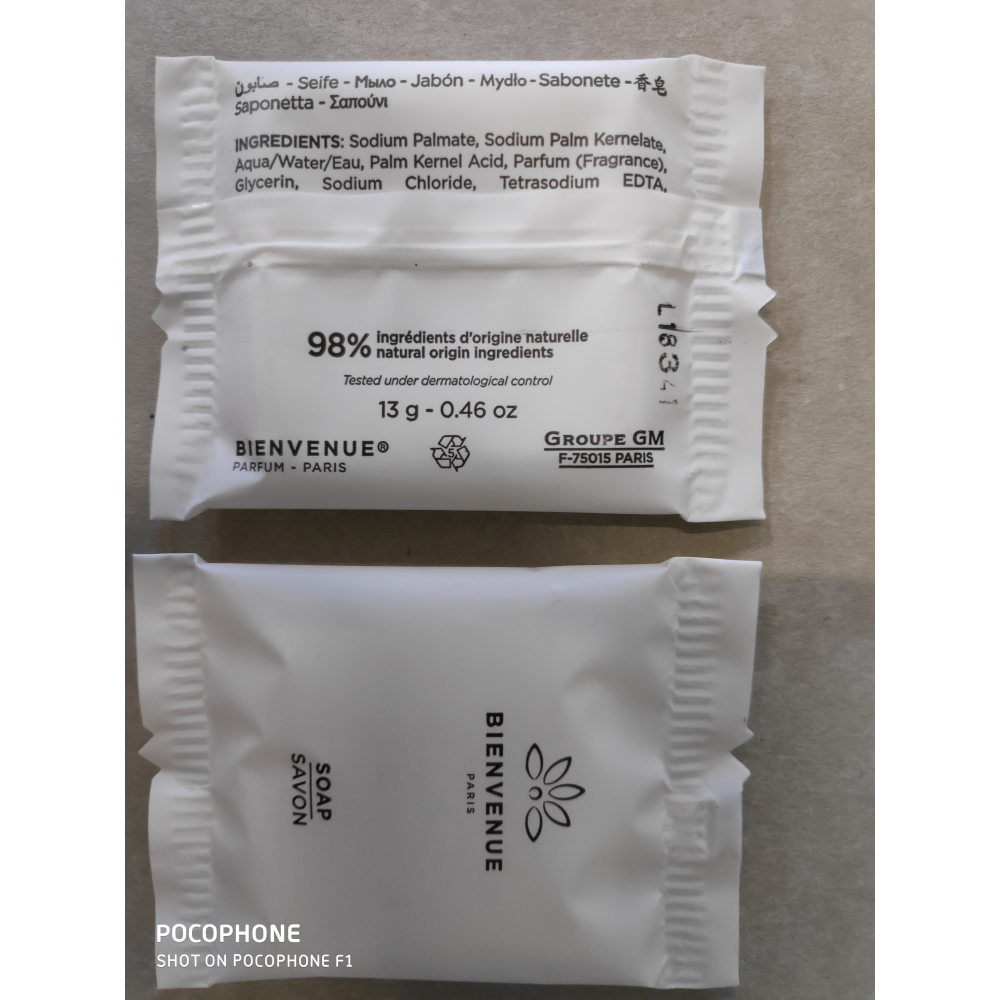 صابون - Seife - Мыло - Jabón - Mydło - Sabonete - 香皂
Saponetta - Σαπούνι
INGREDIENTS: Sodium Palmate, Sodium Palm Kernelate,
Aqua/Water/Eau, Palm Kernel Acid, Parfum (Fragrance),
Glycerin, Sodium Chloride, Tetrasodium EDTA,
98% ingrédients d'origine naturelle
natural origin ingredients
Tested under dermatological control
13 g - 0.46 oz
BIENVENUE®
PARFUM - PARIS
5
GROUPE GM
F-75015 PARIS
L18341
BIENVENUE
PARIS
SOAP
SAVON
POCOPHONE
SHOT ON POCOPHONE F1